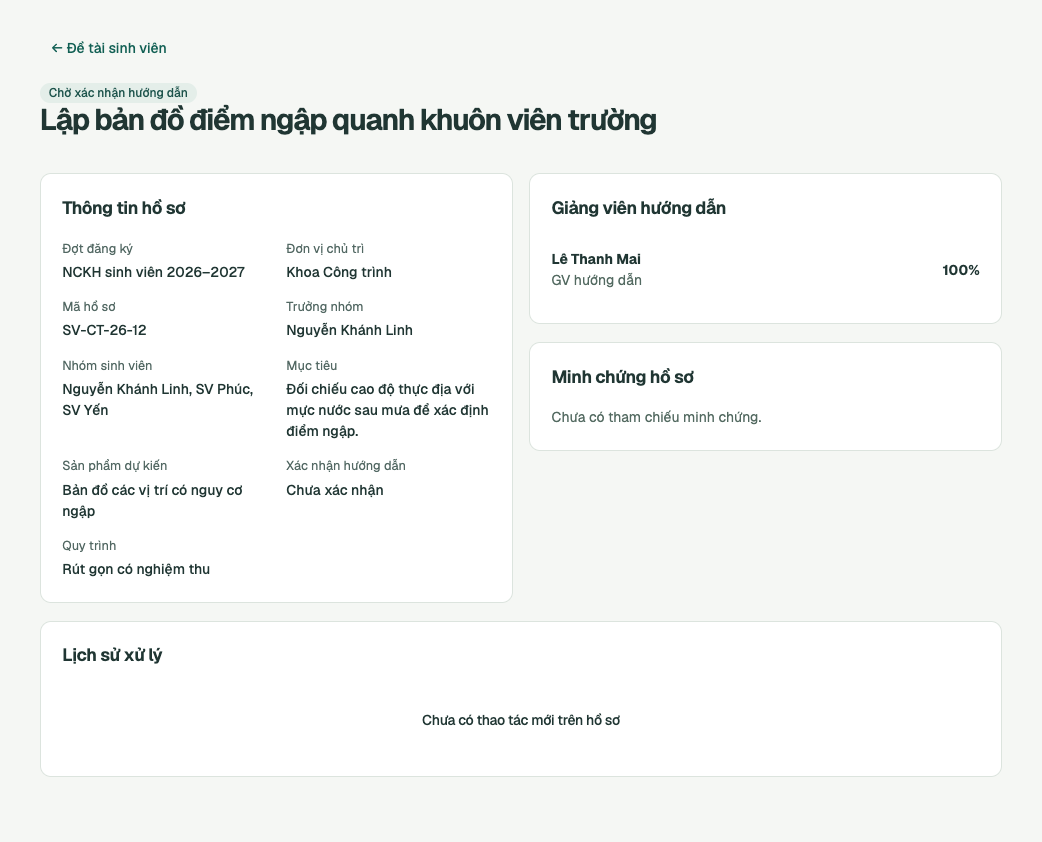 ← Đề tài sinh viên
Chờ xác nhận hướng dẫn
Lập bản đồ điểm ngập quanh khuôn viên trường
Thông tin hồ sơ
Đợt đăng ký
NCKH sinh viên 2026–2027
Đơn vị chủ trì
Khoa Công trình
Mã hồ sơ
SV-CT-26-12
Trưởng nhóm
Nguyễn Khánh Linh
Nhóm sinh viên
Nguyễn Khánh Linh, SV Phúc,
SV Yến
Mục tiêu
Đối chiếu cao độ thực địa với
mực nước sau mưa để xác định
điểm ngập.
Sản phẩm dự kiến
Bản đồ các vị trí có nguy cơ
ngập
Xác nhận hướng dẫn
Chưa xác nhận
Quy trình
Rút gọn có nghiệm thu
Giảng viên hướng dẫn
Lê Thanh Mai
GV hướng dẫn
100%
Minh chứng hồ sơ
Chưa có tham chiếu minh chứng.
Lịch sử xử lý
Chưa có thao tác mới trên hồ sơ